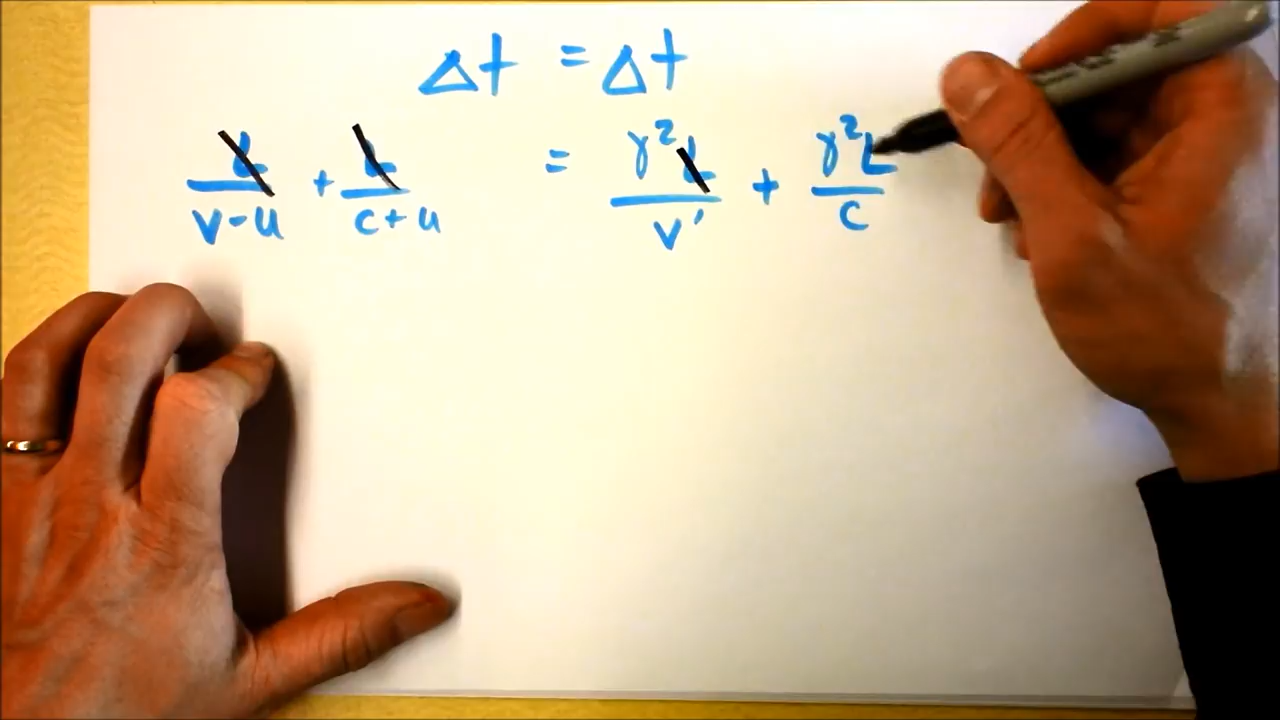 Δt = Δt
L/(v-u) + L/(c+u) = γ²L/v' + γ²L/c